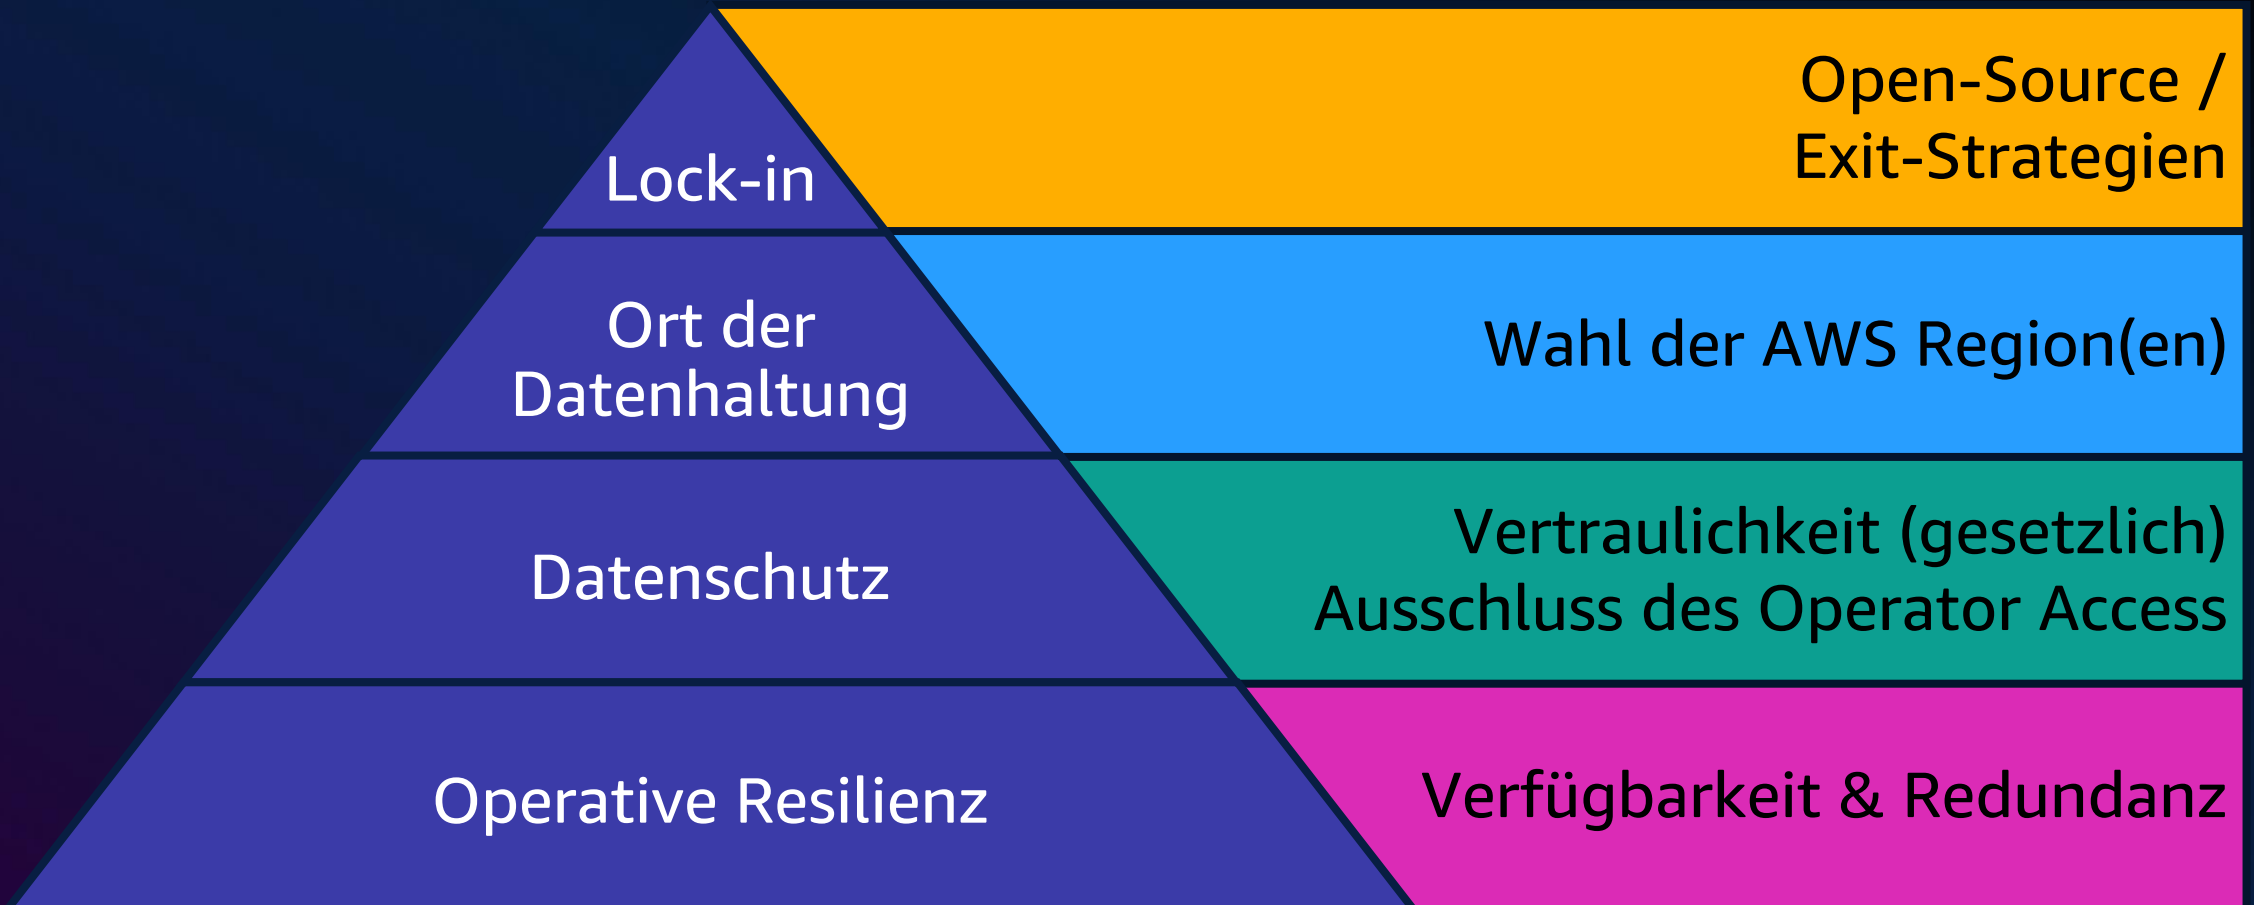 Lock-in
Open-Source /
Exit-Strategien
Ort der
Datenhaltung
Wahl der AWS Region(en)
Datenschutz
Vertraulichkeit (gesetzlich)
Ausschluss des Operator Access
Operative Resilienz
Verfügbarkeit & Redundanz